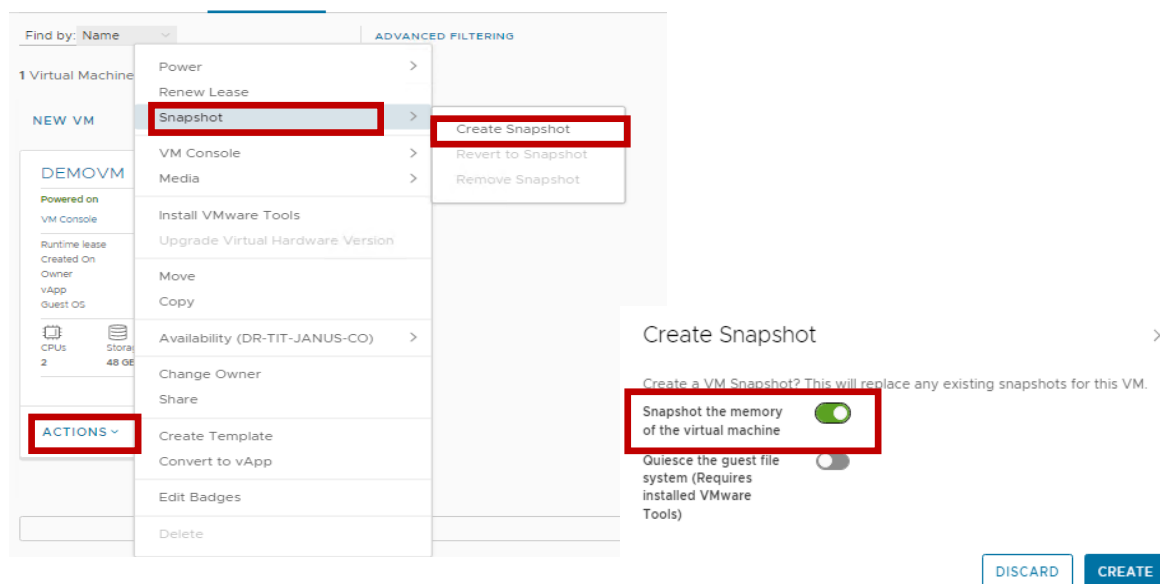 Find by: Name
ADVANCED FILTERING
1 Virtual Machine
NEW VM
DEMOVM
Powered on
VM Console
Runtime lease
Created On
Owner
vApp
Guest OS
CPUs
2
48 GB
ACTIONS
Power
Renew Lease
Snapshot
VM Console
Media
Install VMware Tools
Upgrade Virtual Hardware Version
Move
Copy
Availability (DR-TIT-JANUS-CO)
Change Owner
Share
Create Template
Convert to vApp
Edit Badges
Delete
Create Snapshot
Revert to Snapshot
Remove Snapshot
Create Snapshot
Create a VM Snapshot? This will replace any existing snapshots for this VM.
Snapshot the memory
of the virtual machine
Quiesce the guest file
system (Requires
installed VMware
Tools)
DISCARD
CREATE